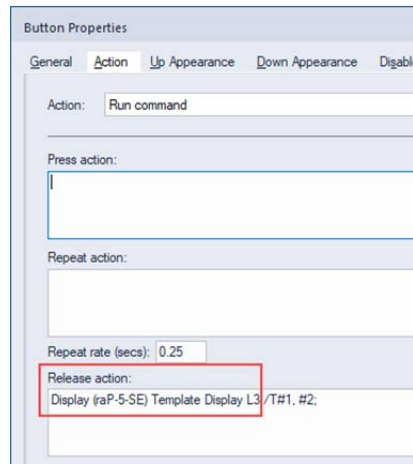 Button Properties
General Action Up Appearance Down Appearance
Action: Run command
Press action:
Repeat action:
Repeat rate (secs): 0.25
Release action:
Display (raP-5-SE) Template Display L3 /T#1, #2;